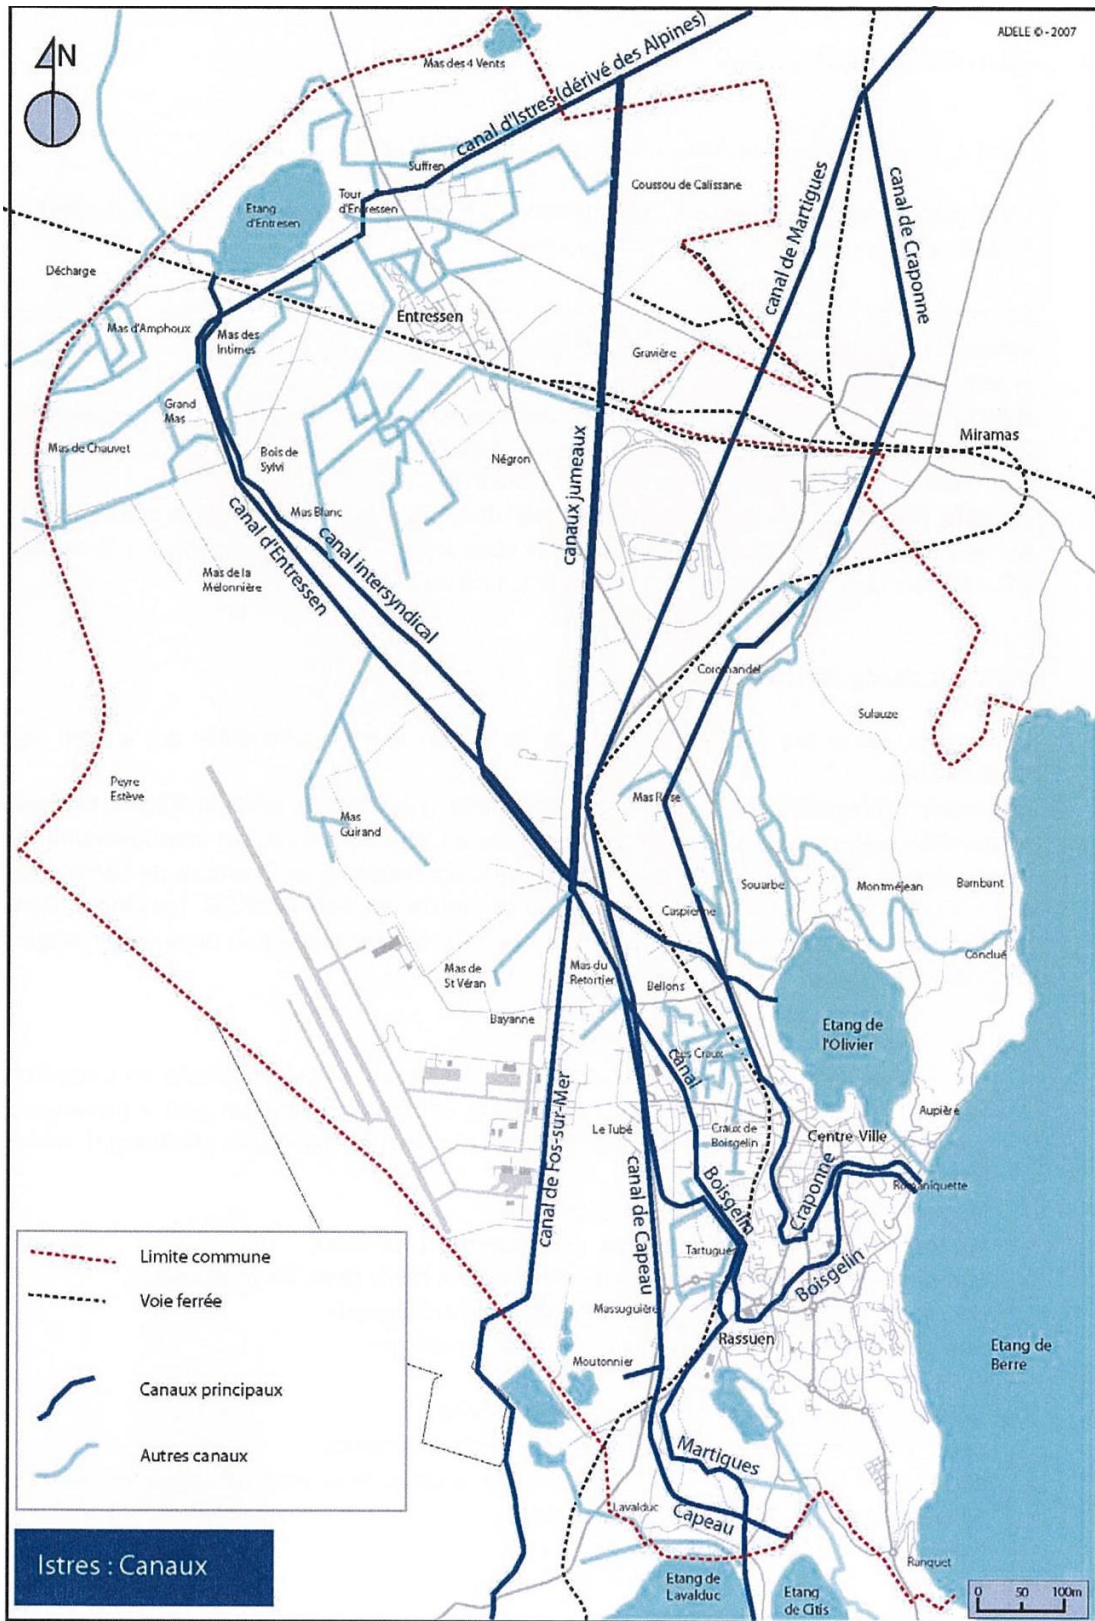 ADELE © - 2007
N
Mas des 4 Vents
canal d'Istres (dérivé des Alpines)
Suffren
Coussou de Calissane
Tour
d'Entressen
Etang
d'Entresen
canal de Martigues
canal de Craponne
Décharge
Mas d'Amphoux
Mas des
Intimes
Entressen
Gravière
Grand
Mas
Mas de Chauvet
Bois de
Sylvi
Négron
Miramas
canaux jumeaux
Mas Blanc
canal d'Entressen
canal intersyndical
Mas de la
Mélonnière
Coromandel
Sulauze
Peyre
Estève
Mas
Guirand
Mas Rose
Souarbe
Montméjean
Bambant
Caspienne
Conclué
Mas de
St Véran
Mas du
Retortier
Bellons
Bayanne
Etang de
l'Olivier
Les Craux
canal
Boisgelin
Le Tubé
Craux de
Boisgelin
Centre-Ville
Aupière
canal de Fos-sur-Mer
canal de Capeau
Craponne
Romaniquette
Tartugues
Boisgelin
Limite commune
Voie ferrée
Canaux principaux
Autres canaux
Massuguière
Rassuen
Etang de
Berre
Moutonnier
Martigues
Lavalduc
Capeau
Ranquet
Etang de
Lavalduc
Etang
de Citis
Istres : Canaux
0 50 100m